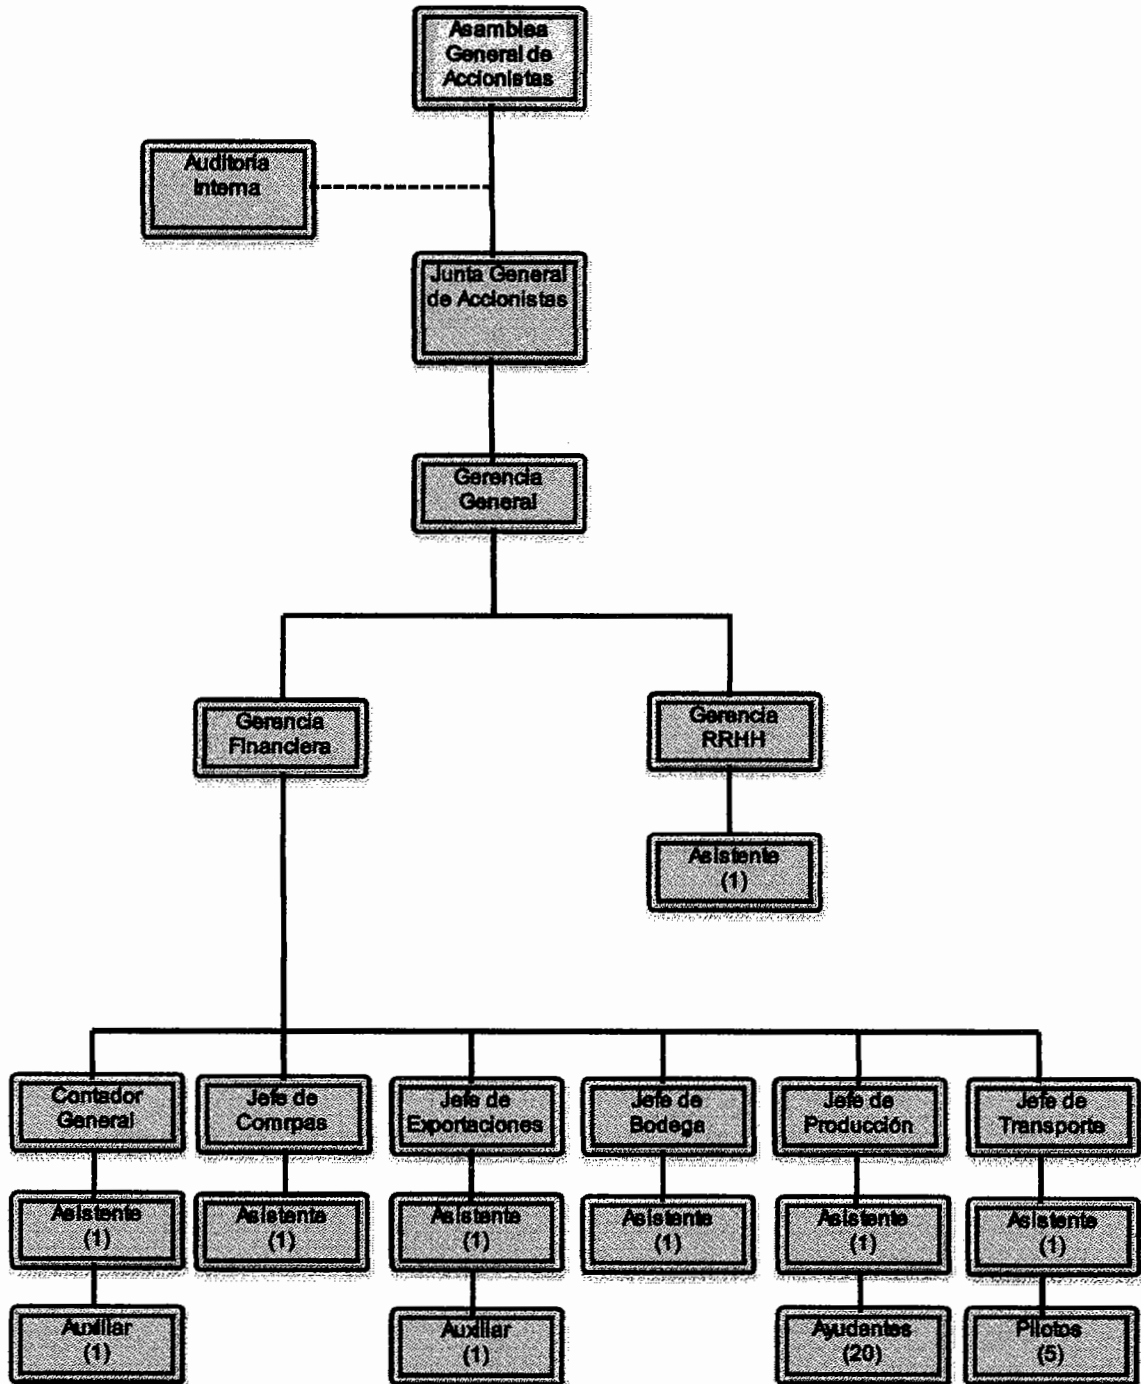 Asamblea
General de
Accionistas
Auditoría
Interna
Junta General
de Accionistas
Gerencia
General
Gerencia
Financiera
Gerencia
RRHH
Asistente
(1)
Contador
General
Jefe de
Comrpas
Jefe de
Exportaciones
Jefe de
Bodega
Jefe de
Producción
Jefe de
Transporte
Asistente
(1)
Asistente
(1)
Asistente
(1)
Asistente
(1)
Asistente
(1)
Asistente
(1)
Auxiliar
(1)
Auxiliar
(1)
Ayudantes
(20)
Pilotos
(5)